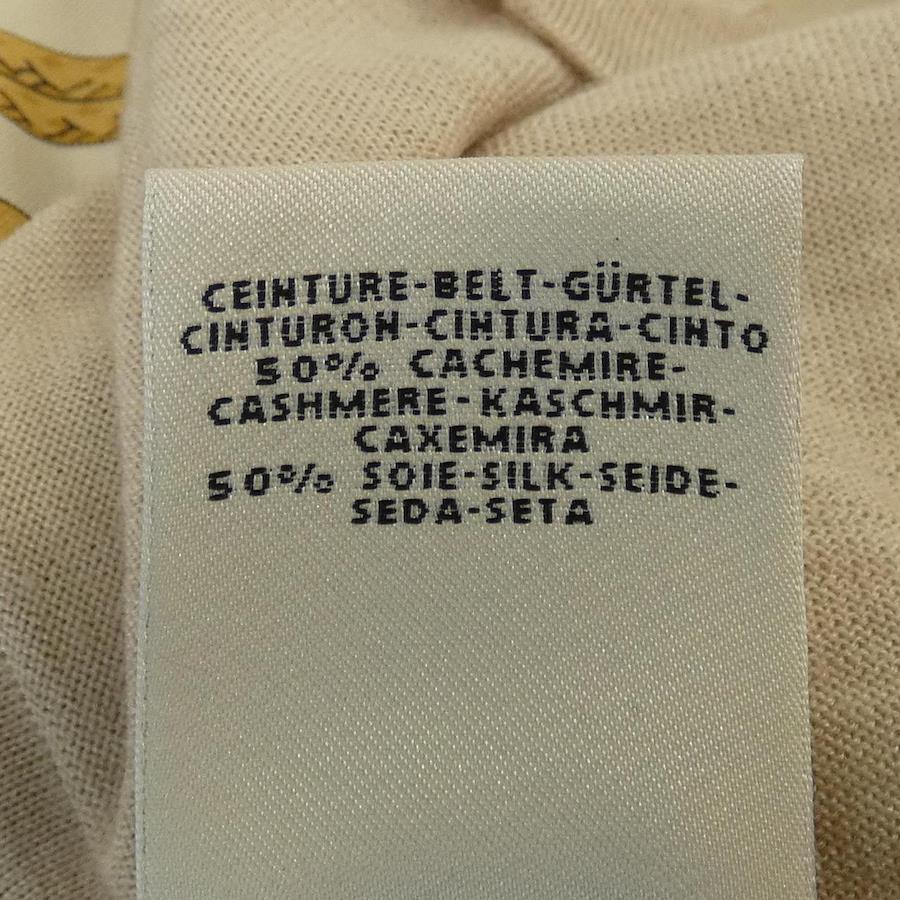 CEINTURE-BELT-GÜRTEL-
CINTURON-CINTURA-CINTO
50% CACHEMIRE-
CASHMERE-KASCHMIR-
CAXEMIRA
50% SOIE-SILK-SEIDE-
SEDA-SETA